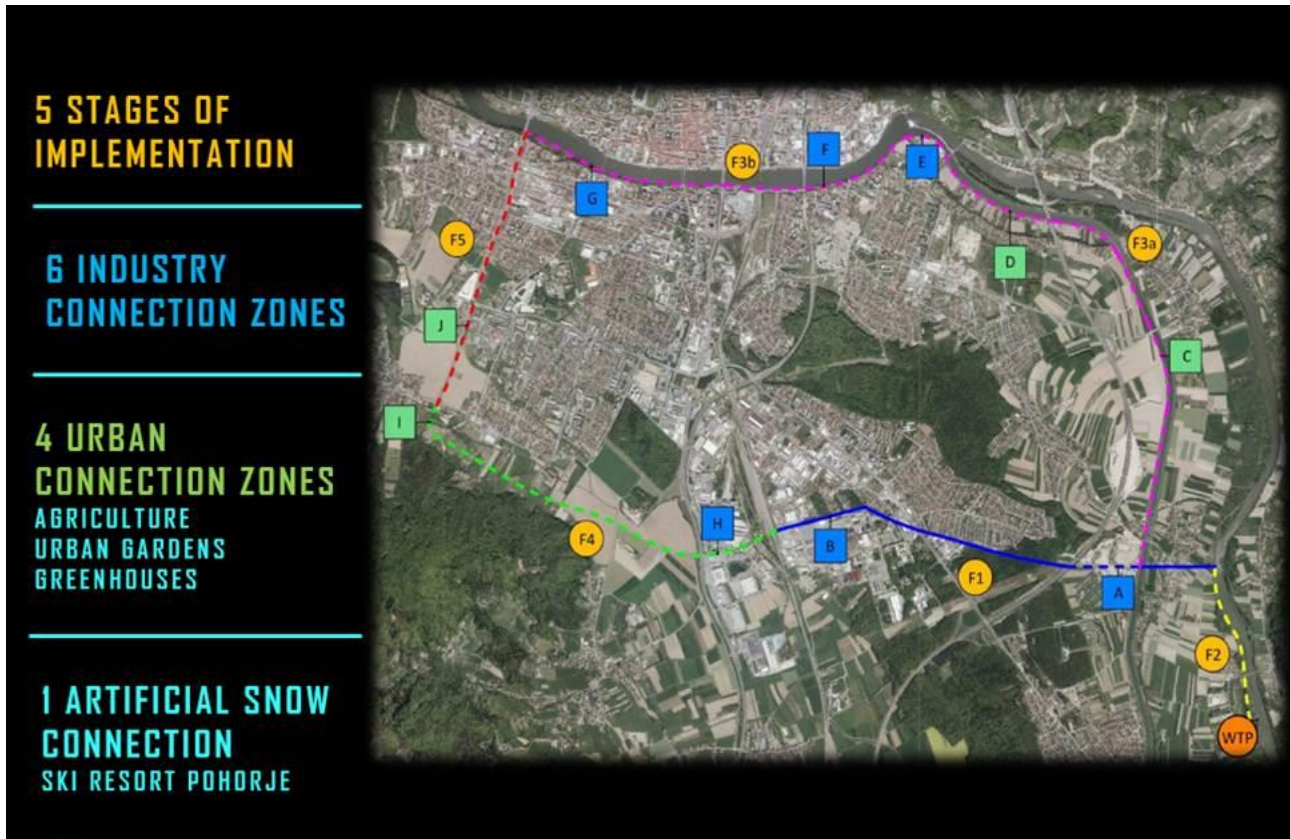 5 STAGES OF
IMPLEMENTATION
6 INDUSTRY
CONNECTION ZONES
4 URBAN
CONNECTION ZONES
AGRICULTURE
URBAN GARDENS
GREENHOUSES
1 ARTIFICIAL SNOW
CONNECTION
SKI RESORT POHORJE
F
F3b
E
G
F5
F3a
D
J
C
I
H
B
F4
F1
A
F2
WTP